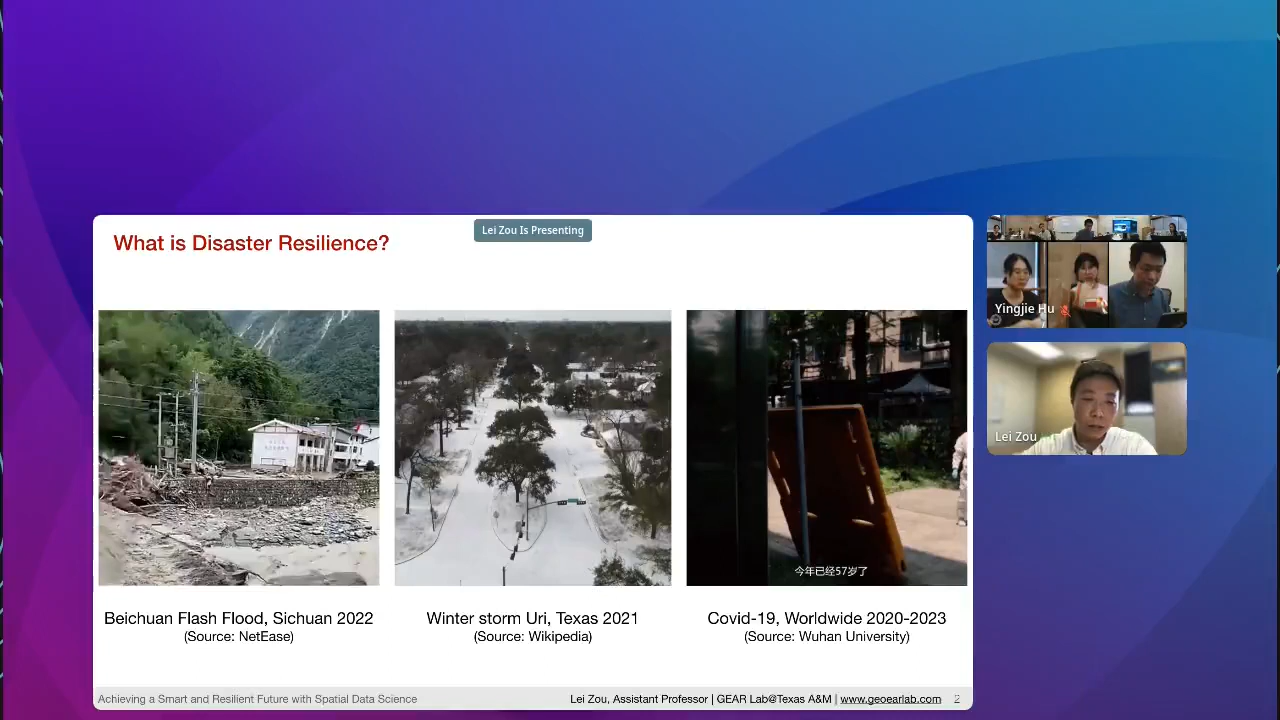 Lei Zou Is Presenting
What is Disaster Resilience?
Yingjie Hu
Lei Zou
今年已经57岁了
Beichuan Flash Flood, Sichuan 2022
(Source: NetEase)
Winter storm Uri, Texas 2021
(Source: Wikipedia)
Covid-19, Worldwide 2020-2023
(Source: Wuhan University)
Achieving a Smart and Resilient Future with Spatial Data Science
Lei Zou, Assistant Professor | GEAR Lab@Texas A&M | www.geoearlab.com 2